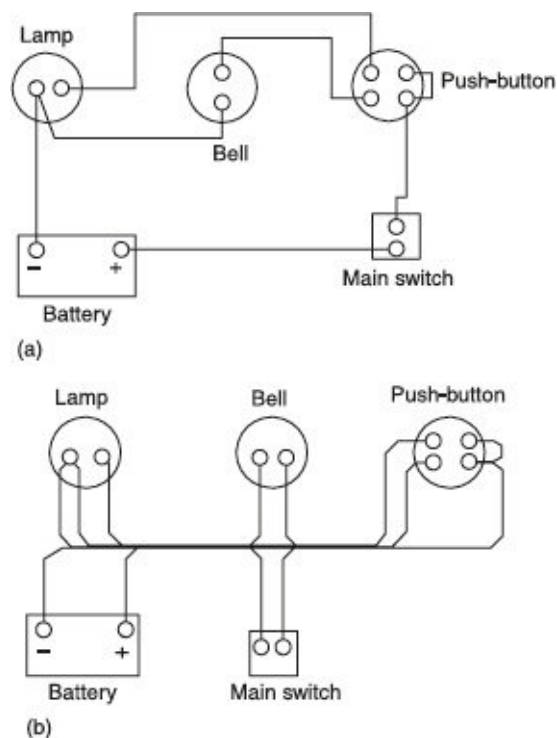 Lamp
Push-button
Bell
Main switch
- +
Battery
(a)
Lamp Bell Push-button
- +
Battery Main switch
(b)